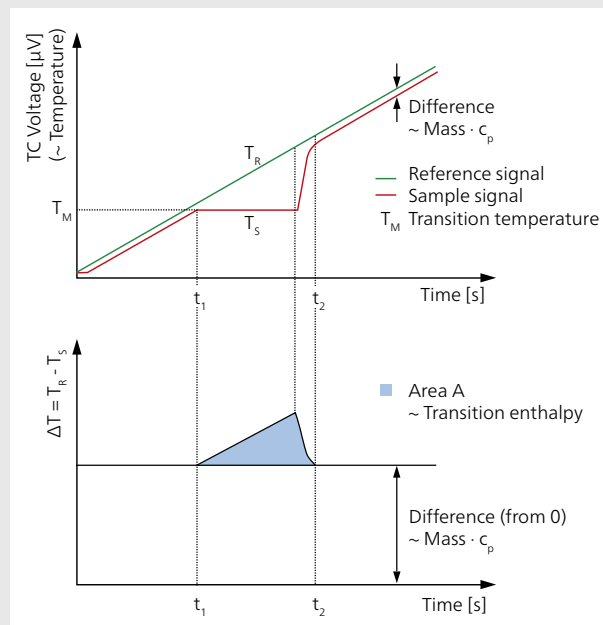 TC Voltage [µV]
(~ Temperature)
Difference
~ Mass · cp
TR
Reference signal
Sample signal
TM Transition temperature
TM
TS
t1
t2
Time [s]
ΔT = TR - TS
Area A
~ Transition enthalpy
Difference (from 0)
~ Mass · cp
t1
t2
Time [s]